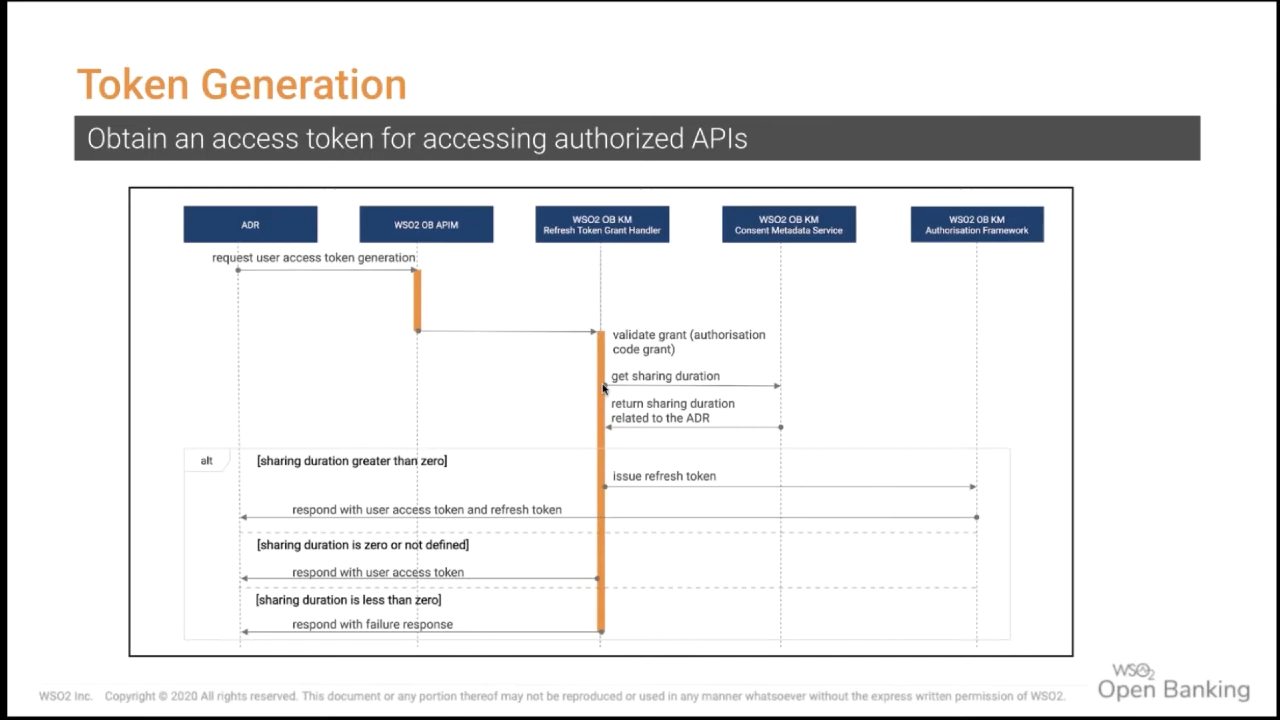 Token Generation
Obtain an access token for accessing authorized APIs
ADR
WSO2 OB APIM
WSO2 OB KM
Refresh Token Grant Handler
WSO2 OB KM
Consent Metadata Service
WSO2 OB KM
Authorisation Framework
request user access token generation
validate grant (authorisation
code grant)
get sharing duration
return sharing duration
related to the ADR
alt
[sharing duration greater than zero]
issue refresh token
respond with user access token and refresh token
[sharing duration is zero or not defined]
respond with user access token
[sharing duration is less than zero]
respond with failure response
WSO2 Inc. Copyright © 2020 All rights reserved. This document or any portion thereof may not be reproduced or used in any manner whatsoever without the express written permission of WSO2.
WSO2
Open Banking